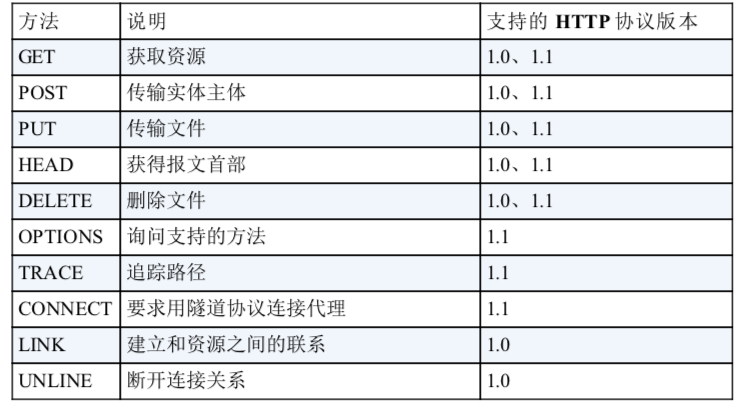 方法 说明 支持的 HTTP 协议版本
GET 获取资源 1.0、1.1
POST 传输实体主体 1.0、1.1
PUT 传输文件 1.0、1.1
HEAD 获得报文首部 1.0、1.1
DELETE 删除文件 1.0、1.1
OPTIONS 询问支持的方法 1.1
TRACE 追踪路径 1.1
CONNECT 要求用隧道协议连接代理 1.1
LINK 建立和资源之间的联系 1.0
UNLINE 断开连接关系 1.0